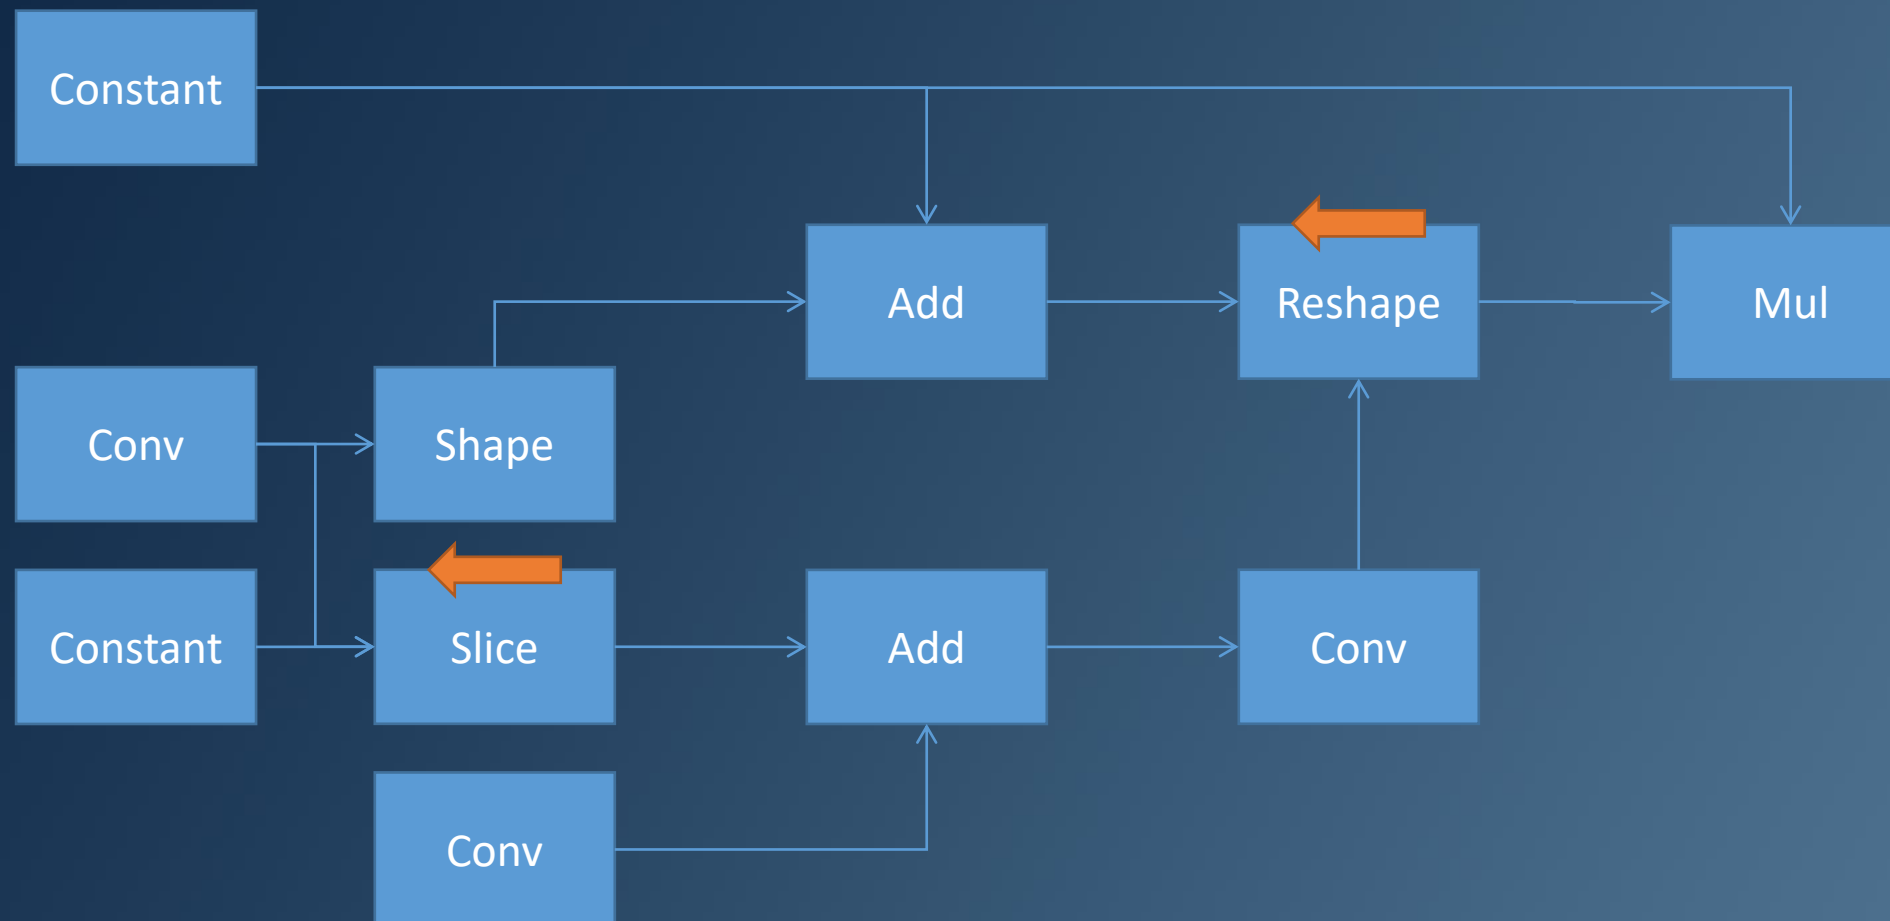 Constant
Add
Reshape
Mul
Conv
Shape
Constant
Slice
Add
Conv
Conv